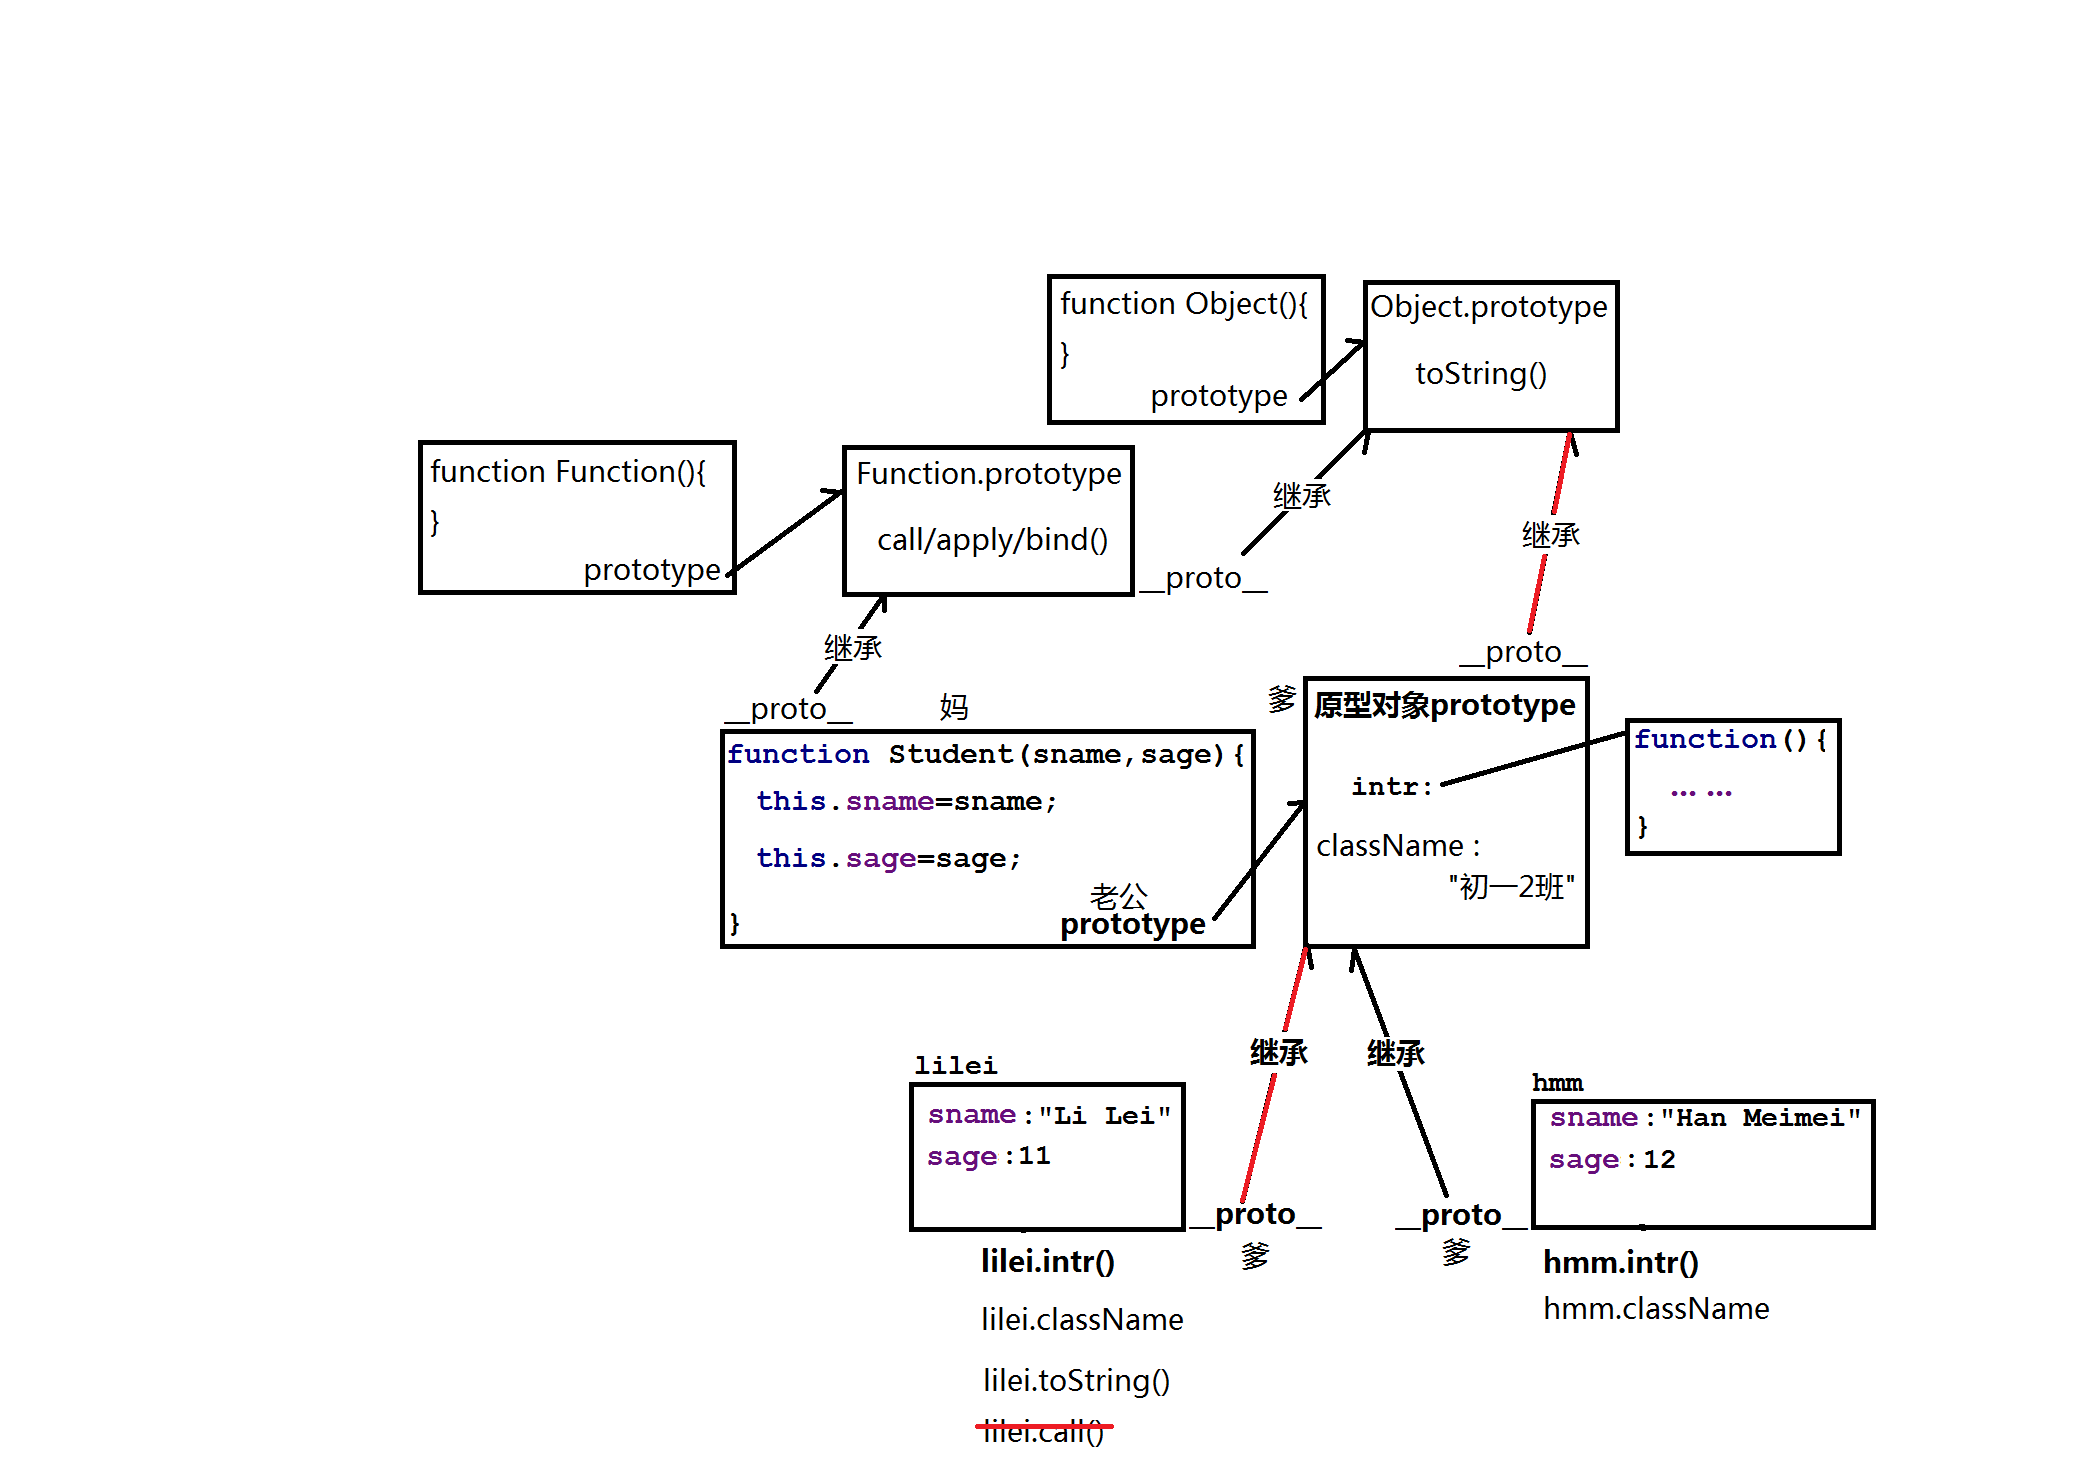 function Object(){
}
prototype
Object.prototype
toString()
function Function(){
}
prototype
Function.prototype
call/apply/bind()
继承
__proto__
继承
__proto__
继承
__proto__
妈
function Student(sname,sage){
this.sname=sname;
this.sage=sage;
老公
prototype
}
爹
原型对象prototype
intr:
className :
"初一2班"
function(){
... ...
}
继承
继承
lilei
sname:"Li Lei"
sage:11
__proto__
爹
__proto__
爹
hmm
sname:"Han Meimei"
sage:12
lilei.intr()
lilei.className
lilei.toString()
lilei.call()
hmm.intr()
hmm.className